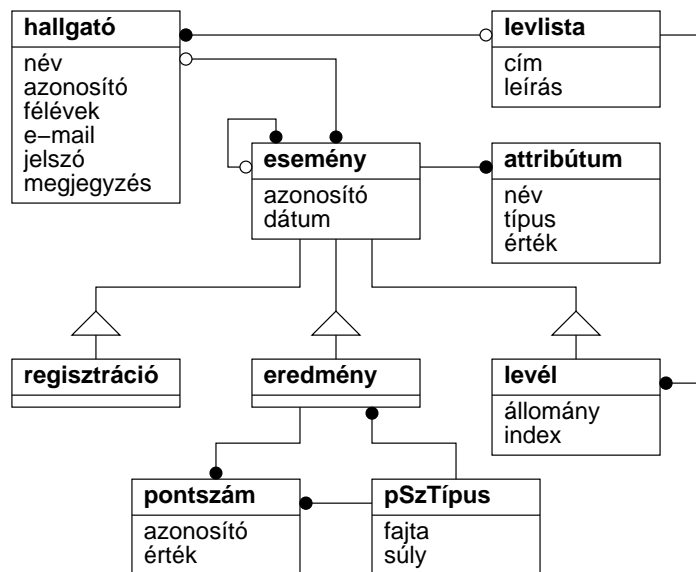 hallgató
név
azonosító
félévek
e−mail
jelszó
megjegyzés
levlista
cím
leírás
esemény
azonosító
dátum
attribútum
név
típus
érték
regisztráció
eredmény
levél
állomány
index
pontszám
azonosító
érték
pSzTípus
fajta
súly